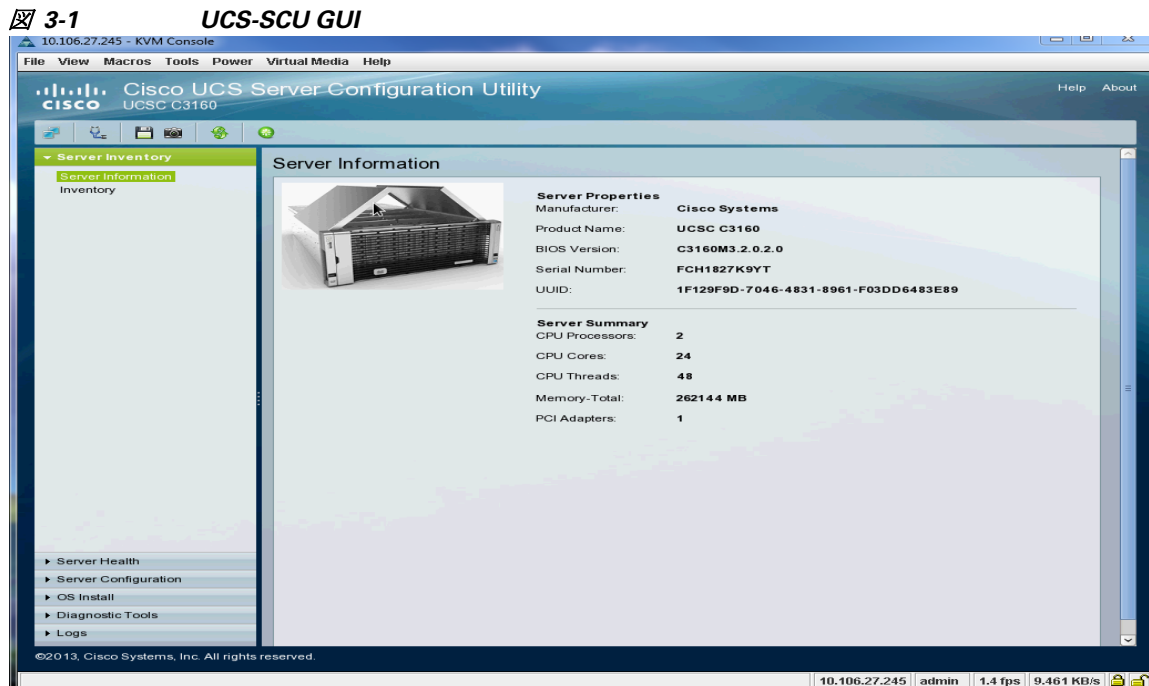 図 3-1 UCS-SCU GUI
10.106.27.245 - KVM Console
File View Macros Tools Power Virtual Media Help
CISCO Cisco UCS Server Configuration Utility
UCSC C3160
Help About
Server Inventory
Server Information
Inventory
Server Information
Server Properties
Manufacturer: Cisco Systems
Product Name: UCSC C3160
BIOS Version: C3160M3.2.0.2.0
Serial Number: FCH1827K9YT
UUID: 1F129F9D-7046-4831-8961-F03DD6483E89
Server Summary
CPU Processors: 2
CPU Cores: 24
CPU Threads: 48
Memory-Total: 262144 MB
PCI Adapters: 1
Server Health
Server Configuration
OS Install
Diagnostic Tools
Logs
©2013, Cisco Systems, Inc. All rights reserved.
10.106.27.245 admin 1.4 fps 9.461 KB/s